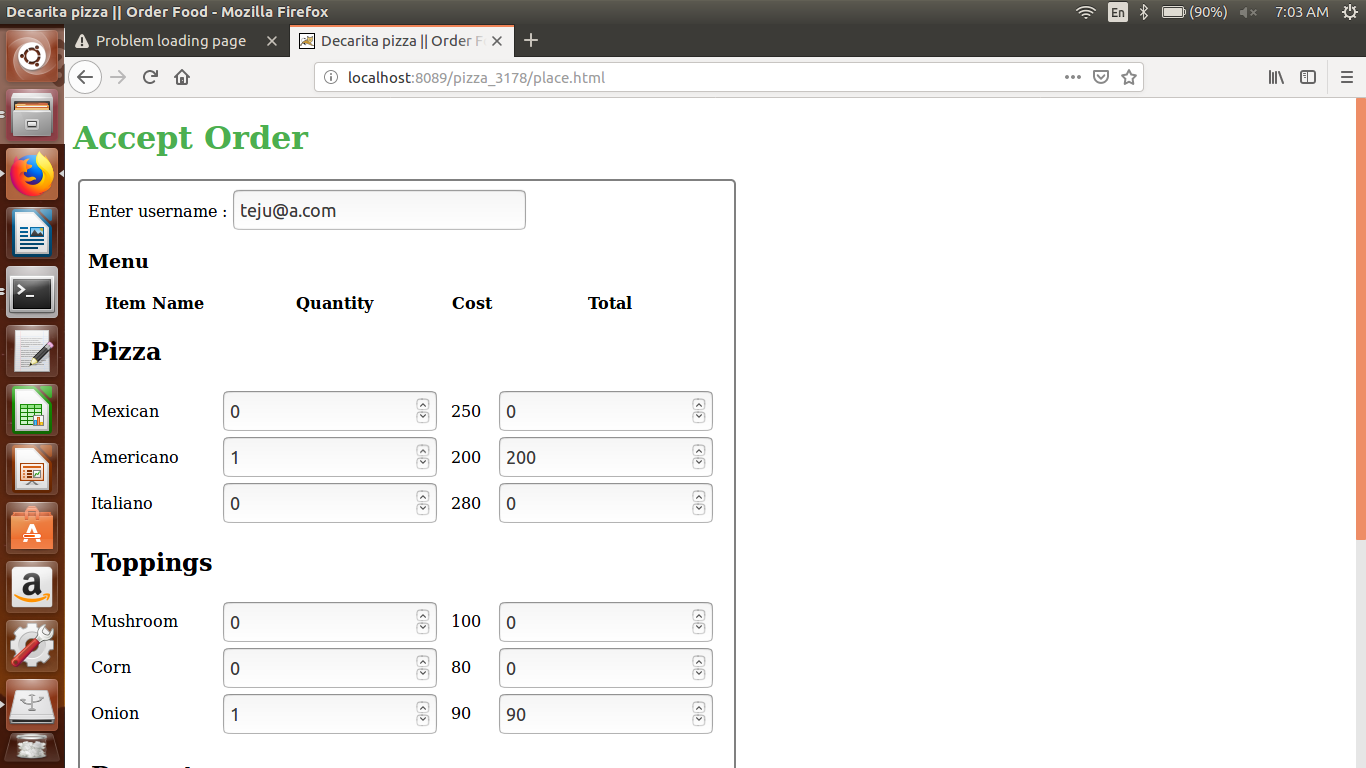 Decarita pizza || Order Food - Mozilla Firefox En (90%) 7:03 AM
Problem loading page Decarita pizza || Order F
localhost:8089/pizza_3178/place.html
Accept Order
Enter username : teju@a.com
Menu
Item Name Quantity Cost Total
Pizza
Mexican 0 250 0
Americano 1 200 200
Italiano 0 280 0
Toppings
Mushroom 0 100 0
Corn 0 80 0
Onion 1 90 90